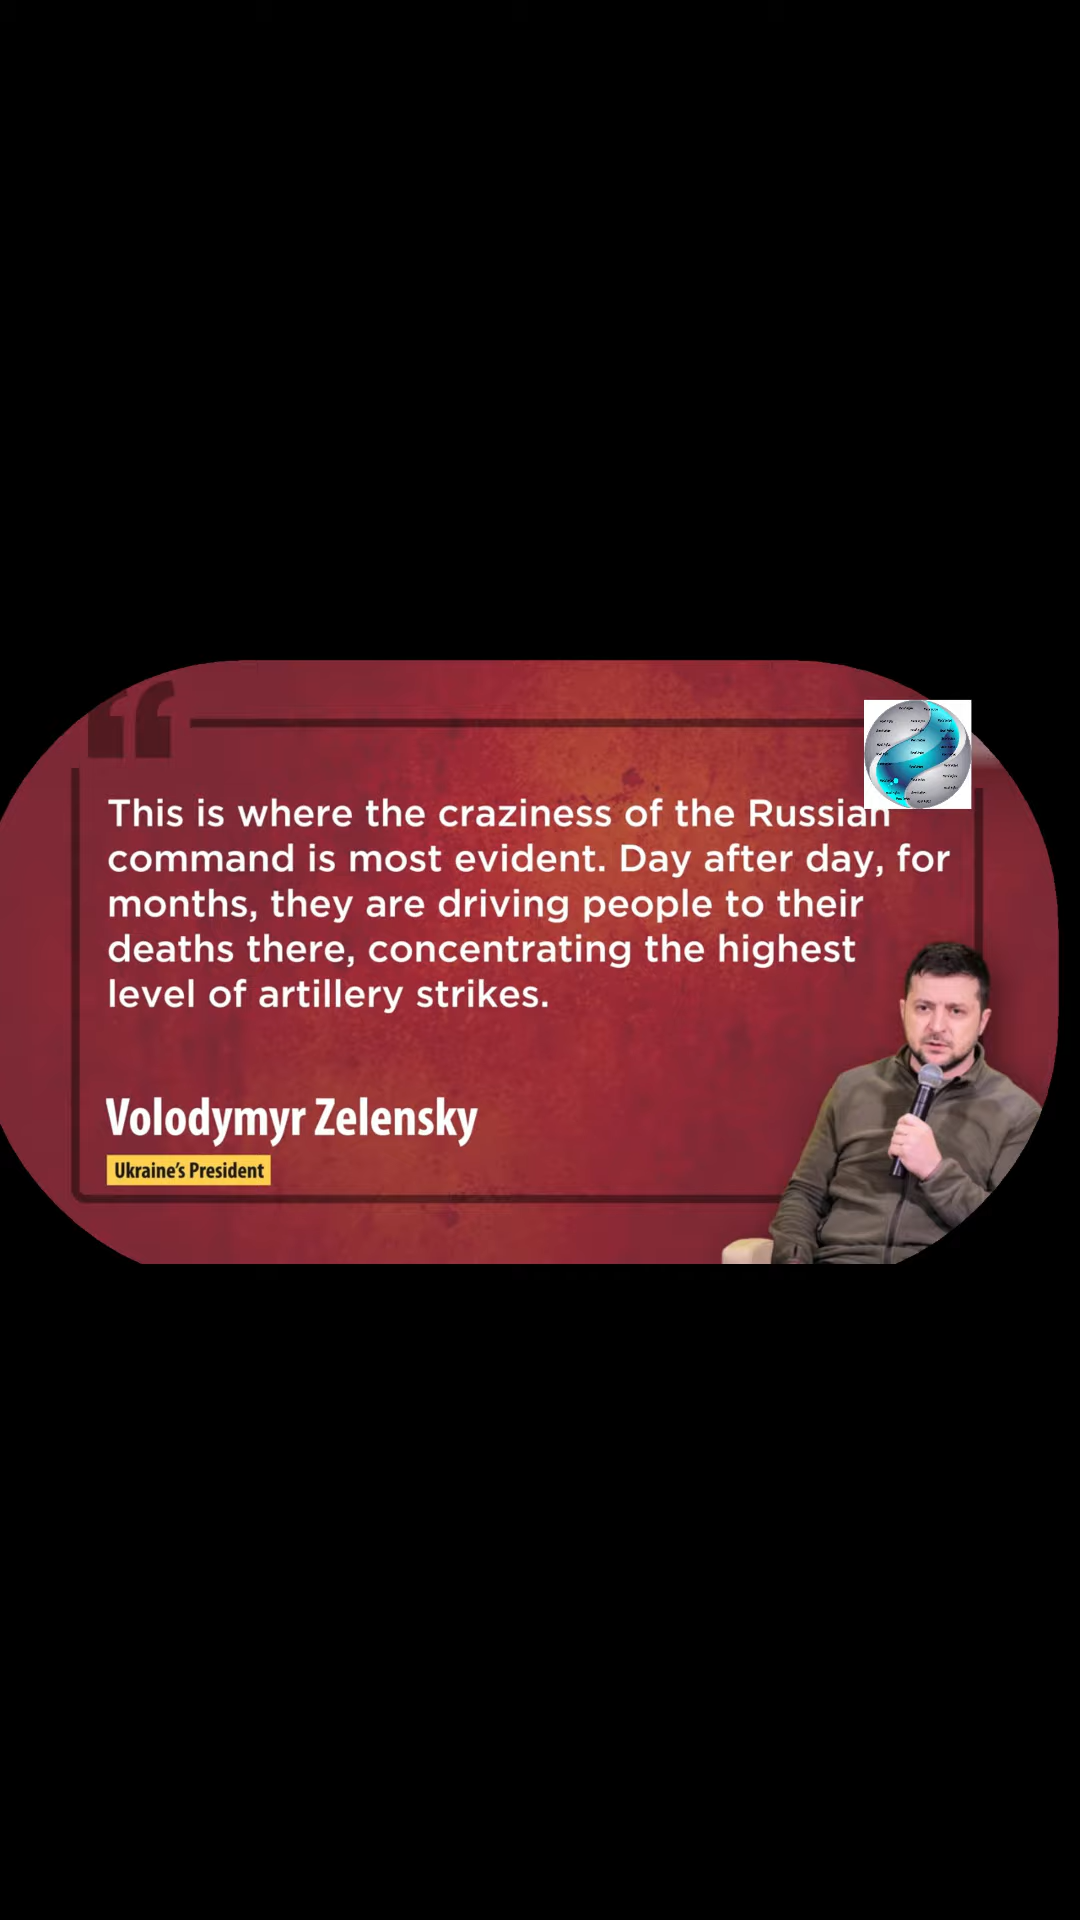 This is where the craziness of the Russian
command is most evident. Day after day, for
months, they are driving people to their
deaths there, concentrating the highest
level of artillery strikes.
Volodymyr Zelensky
Ukraine's President